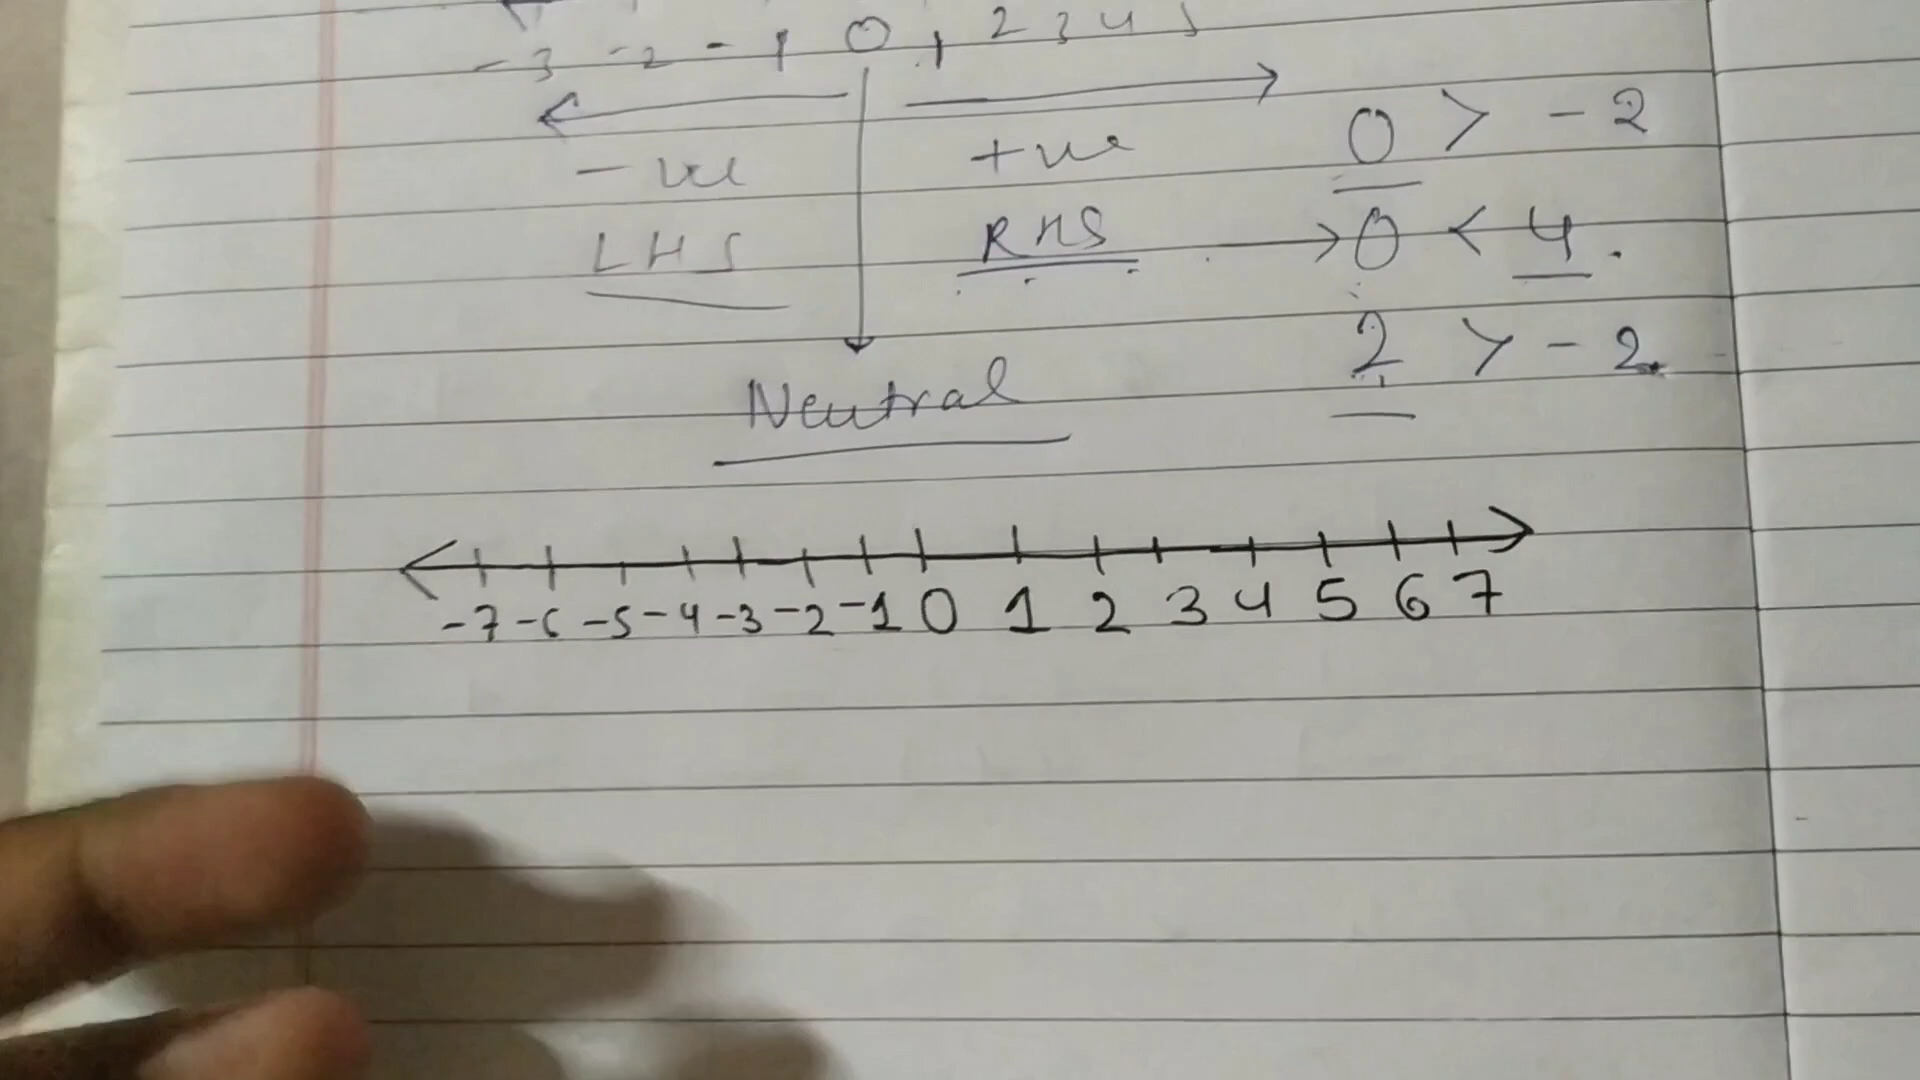 -3 -2 -1 0 1 2 3 4 5
-ve +ve 0 > -2
LHS RHS 0 < 4.
2 > -2
Neutral
-7 -6 -5 -4 -3 -2 -1 0 1 2 3 4 5 6 7